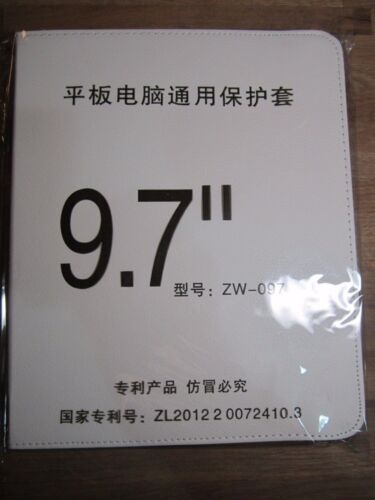 平板电脑通用保护套
9.7"
型号: ZW-097
专利产品 仿冒必究
国家专利号: ZL2012 2 0072410.3